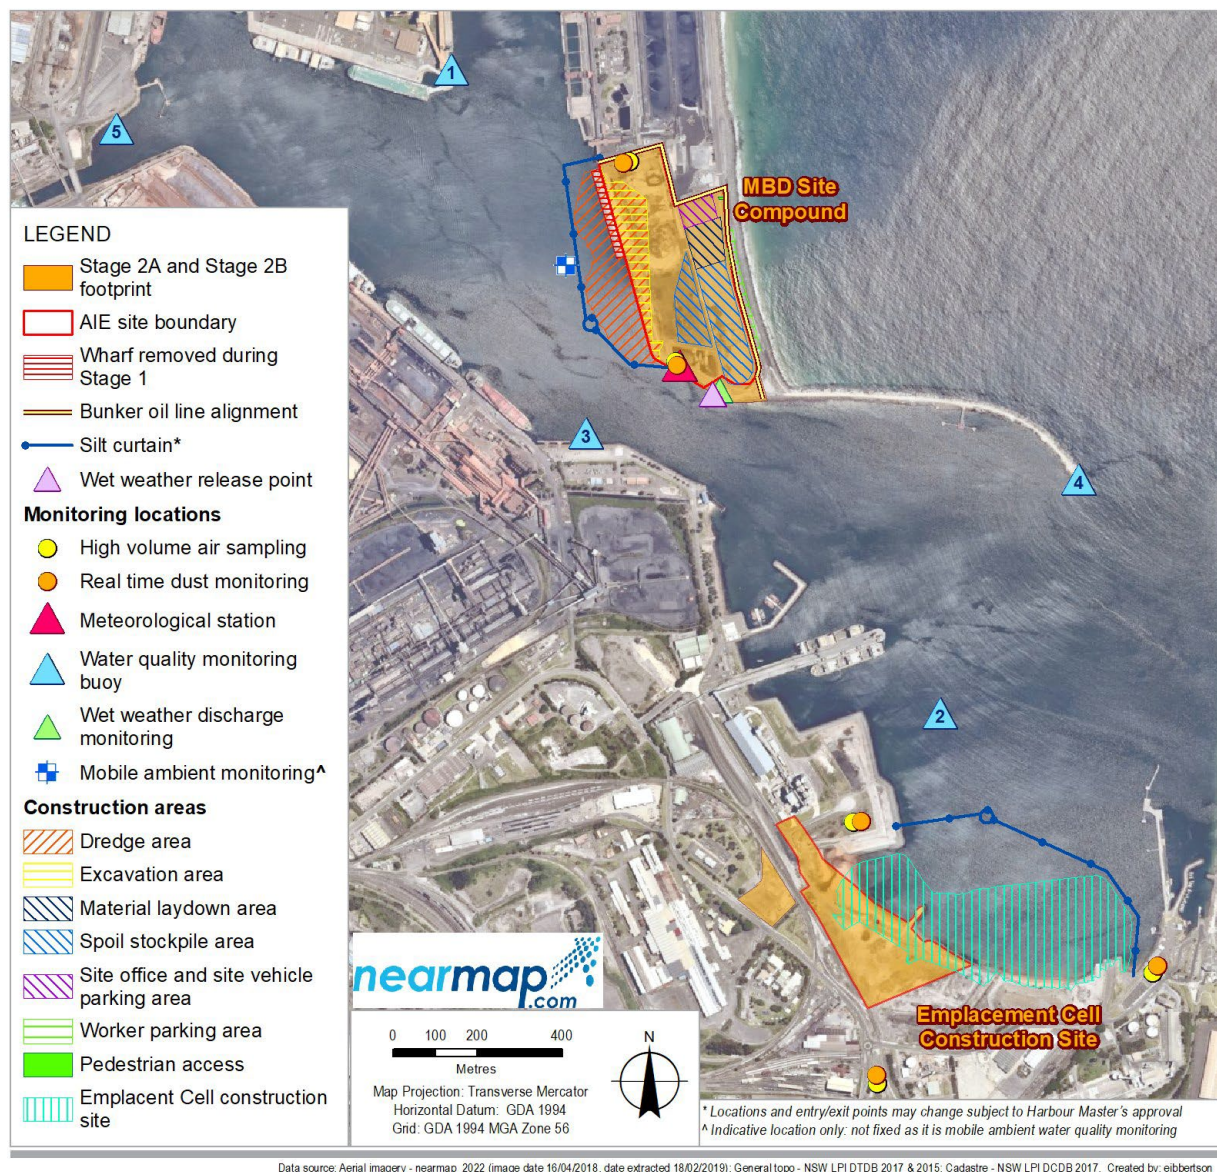 1
5
MBD Site
Compound
LEGEND
Stage 2A and Stage 2B
footprint
AIE site boundary
Wharf removed during
Stage 1
Bunker oil line alignment
Silt curtain*
Wet weather release point
Monitoring locations
High volume air sampling
Real time dust monitoring
Meteorological station
Water quality monitoring
buoy
Wet weather discharge
monitoring
Mobile ambient monitoring^
Construction areas
Dredge area
Excavation area
Material laydown area
Spoil stockpile area
Site office and site vehicle
parking area
Worker parking area
Pedestrian access
Emplacent Cell construction
site
3
4
2
nearmap
.com
Emplacement Cell
Construction Site
0 100 200 400
Metres
Map Projection: Transverse Mercator
Horizontal Datum: GDA 1994
Grid: GDA 1994 MGA Zone 56
N
* Locations and entry/exit points may change subject to Harbour Master's approval
^ Indicative location only: not fixed as it is mobile ambient water quality monitoring
Data source: Aerial imagery - nearmap 2022 (image date 16/04/2018, date extracted 18/02/2019); General topo - NSW LPI DTDB 2017 & 2015; Cadastre - NSW LPI DCDB 2017. Created by: eibbertson